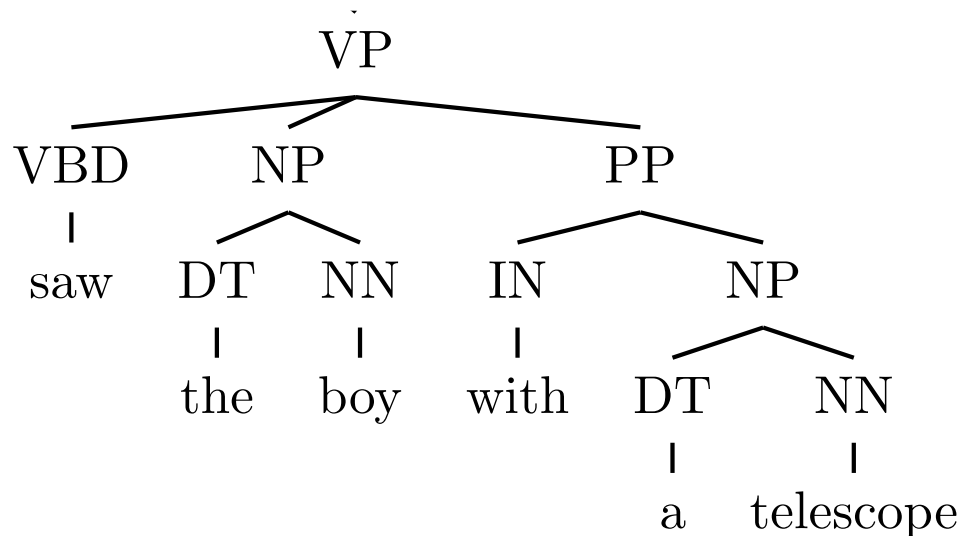 VP
VBD NP PP
saw DT NN IN NP
the boy with DT NN
a telescope